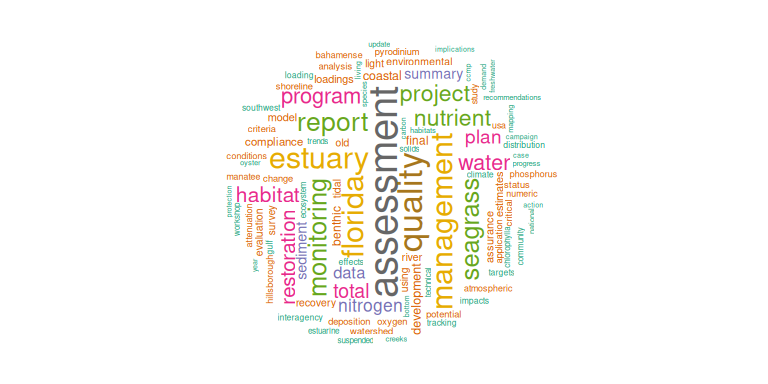 update
implications
bahamense
pyrodinium
analysis
light
environmental
living
loading
loadings
coastal
summary
ccmp
demand
freshwater
shoreline
species
study
program
project
recommendations
southwest
model
report
nutrient
carbon
usa
mapping
criteria
habitats
campaign
compliance
trends
old
final
plan
distribution
solids
conditions
estuary
assessment
quality
water
case
oyster
progress
manatee
change
climate
phosphorus
protection
habitat
ecosystem
tidal
florida
management
seagrass
status
numeric
estimates
critical
action
national
workshop
attenuation
evaluation
gulf
survey
restoration
sediment
monitoring
benthic
assurance
application
chlorophylla
community
effects
river
year
hillsborough
data
using
development
technical
targets
total
atmospheric
recovery
nitrogen
bottom
impacts
potential
interagency
deposition
oxygen
tracking
estuarine
watershed
suspended
creeks